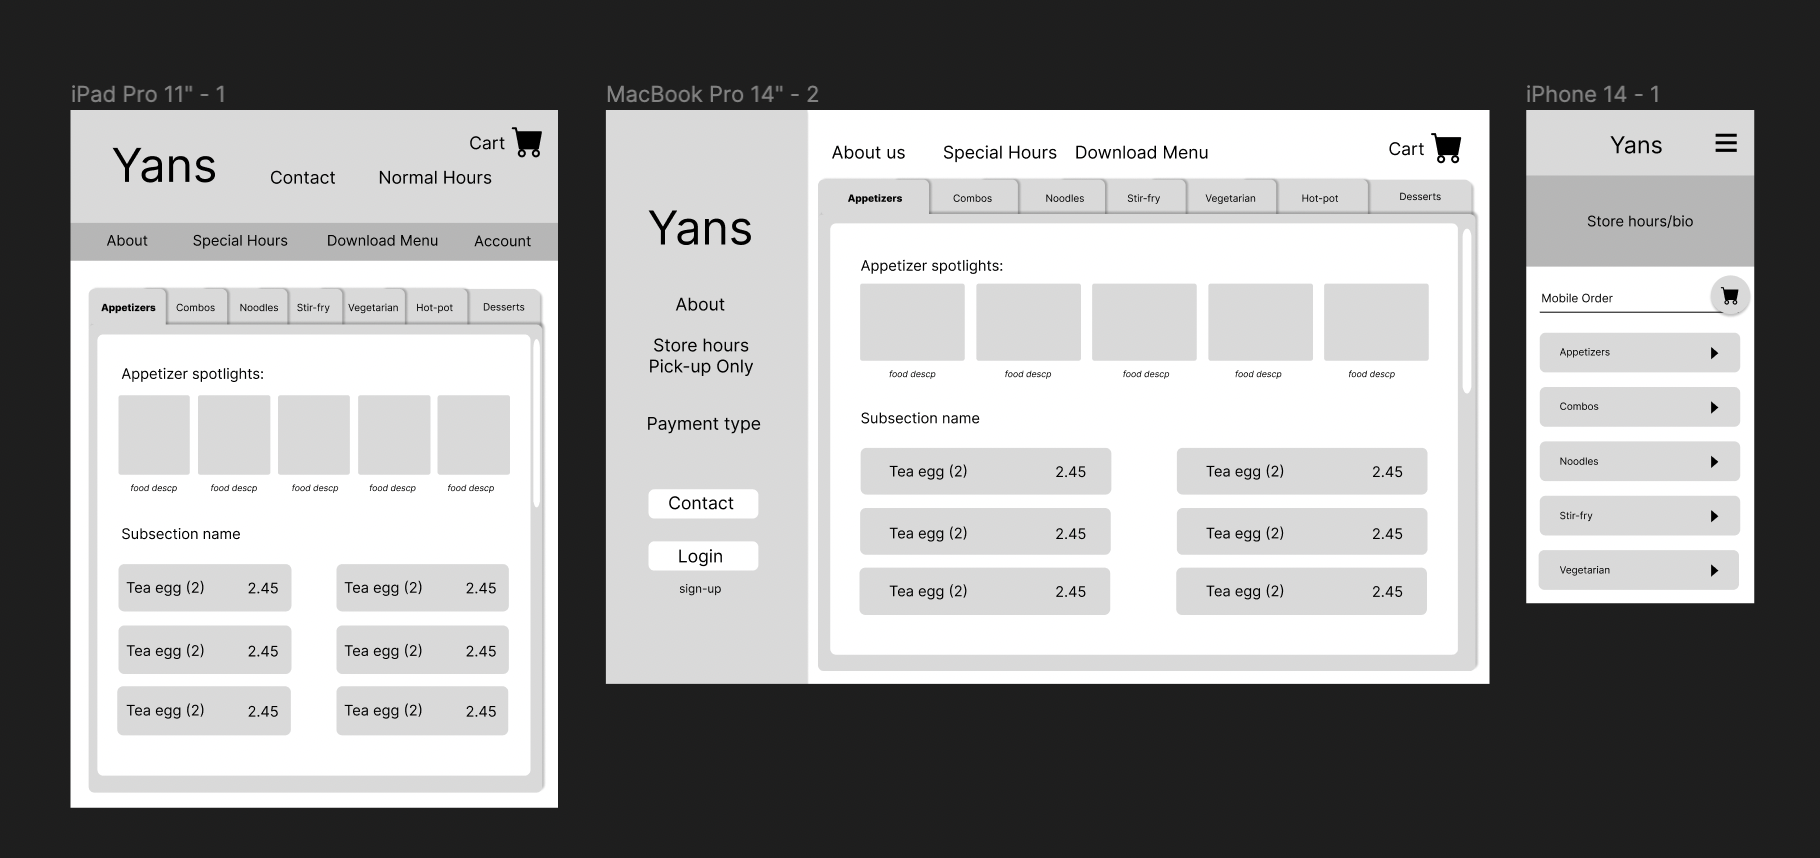 iPad Pro 11" - 1
Yans
Cart
Contact Normal Hours
About Special Hours Download Menu Account
Appetizers Combos Noodles Stir-fry Vegetarian Hot-pot Desserts
Appetizer spotlights:
food descp food descp food descp food descp food descp
Subsection name
Tea egg (2) 2.45 Tea egg (2) 2.45
Tea egg (2) 2.45 Tea egg (2) 2.45
Tea egg (2) 2.45 Tea egg (2) 2.45
MacBook Pro 14" - 2
Yans
About
Store hours
Pick-up Only
Payment type
Contact
Login
sign-up
About us Special Hours Download Menu Cart
Appetizers Combos Noodles Stir-fry Vegetarian Hot-pot Desserts
Appetizer spotlights:
food descp food descp food descp food descp food descp
Subsection name
Tea egg (2) 2.45 Tea egg (2) 2.45
Tea egg (2) 2.45 Tea egg (2) 2.45
Tea egg (2) 2.45 Tea egg (2) 2.45
iPhone 14 - 1
Yans
Store hours/bio
Mobile Order
Appetizers
Combos
Noodles
Stir-fry
Vegetarian